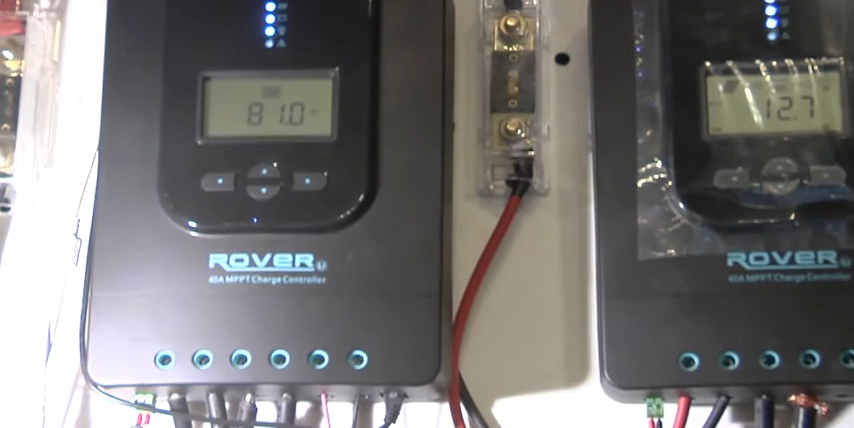 81.0
ROVER
40A MPPT Charge Controller
12.7
ROVER
40A MPPT Charge Controller